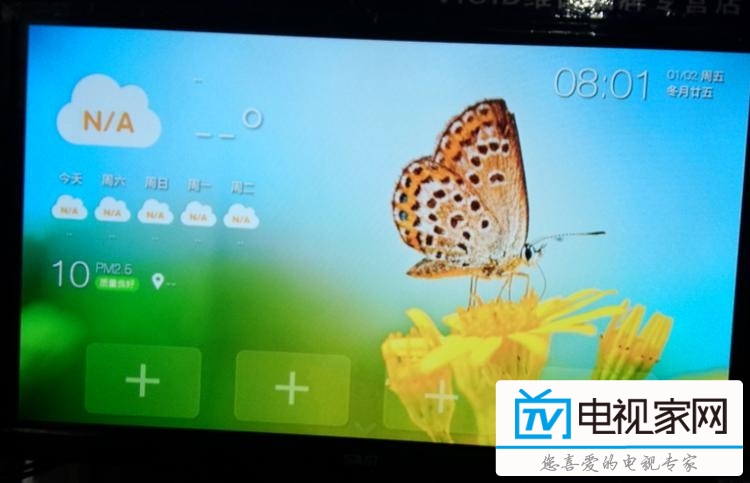 08:01
01/02 周五
冬月廿五
N/A
今天 周六 周日 周一 周二
N/A N/A N/A N/A N/A
10 PM2.5
质量良好
TV 电视家网
您喜爱的电视专家